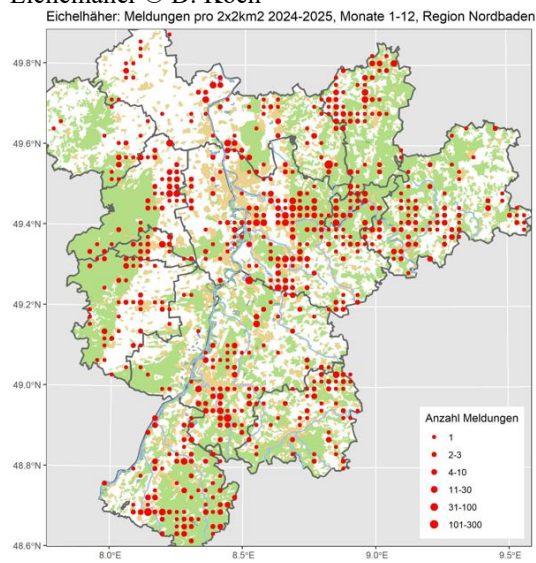 Eichelhäher © D. Koch
Eichelhäher: Meldungen pro 2x2km2 2024-2025, Monate 1-12, Region Nordbaden
49.8°N
49.6°N
49.4°N
49.2°N
49.0°N
48.8°N
48.6°N
8.0°E
8.5°E
9.0°E
9.5°E
Anzahl Meldungen
1
2-3
4-10
11-30
31-100
101-300